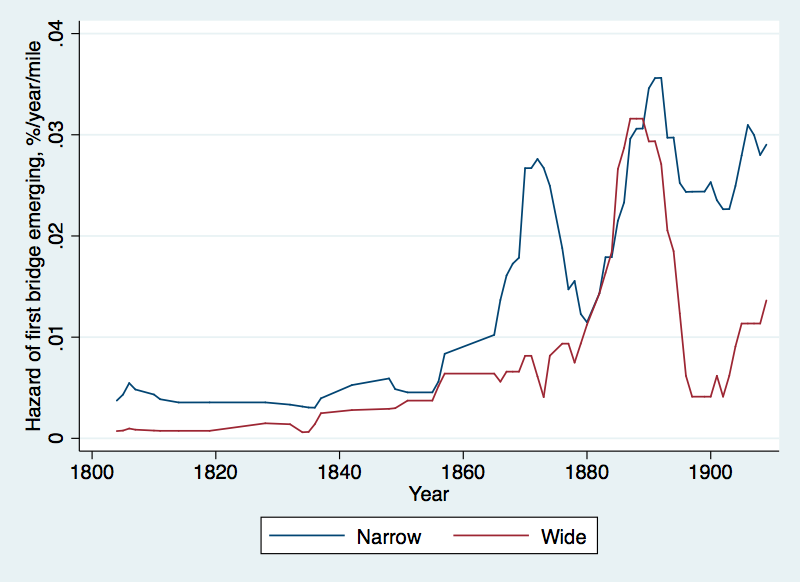 Hazard of first bridge emerging, %/year/mile
.04
.03
.02
.01
0
1800 1820 1840 1860 1880 1900
Year
Narrow Wide